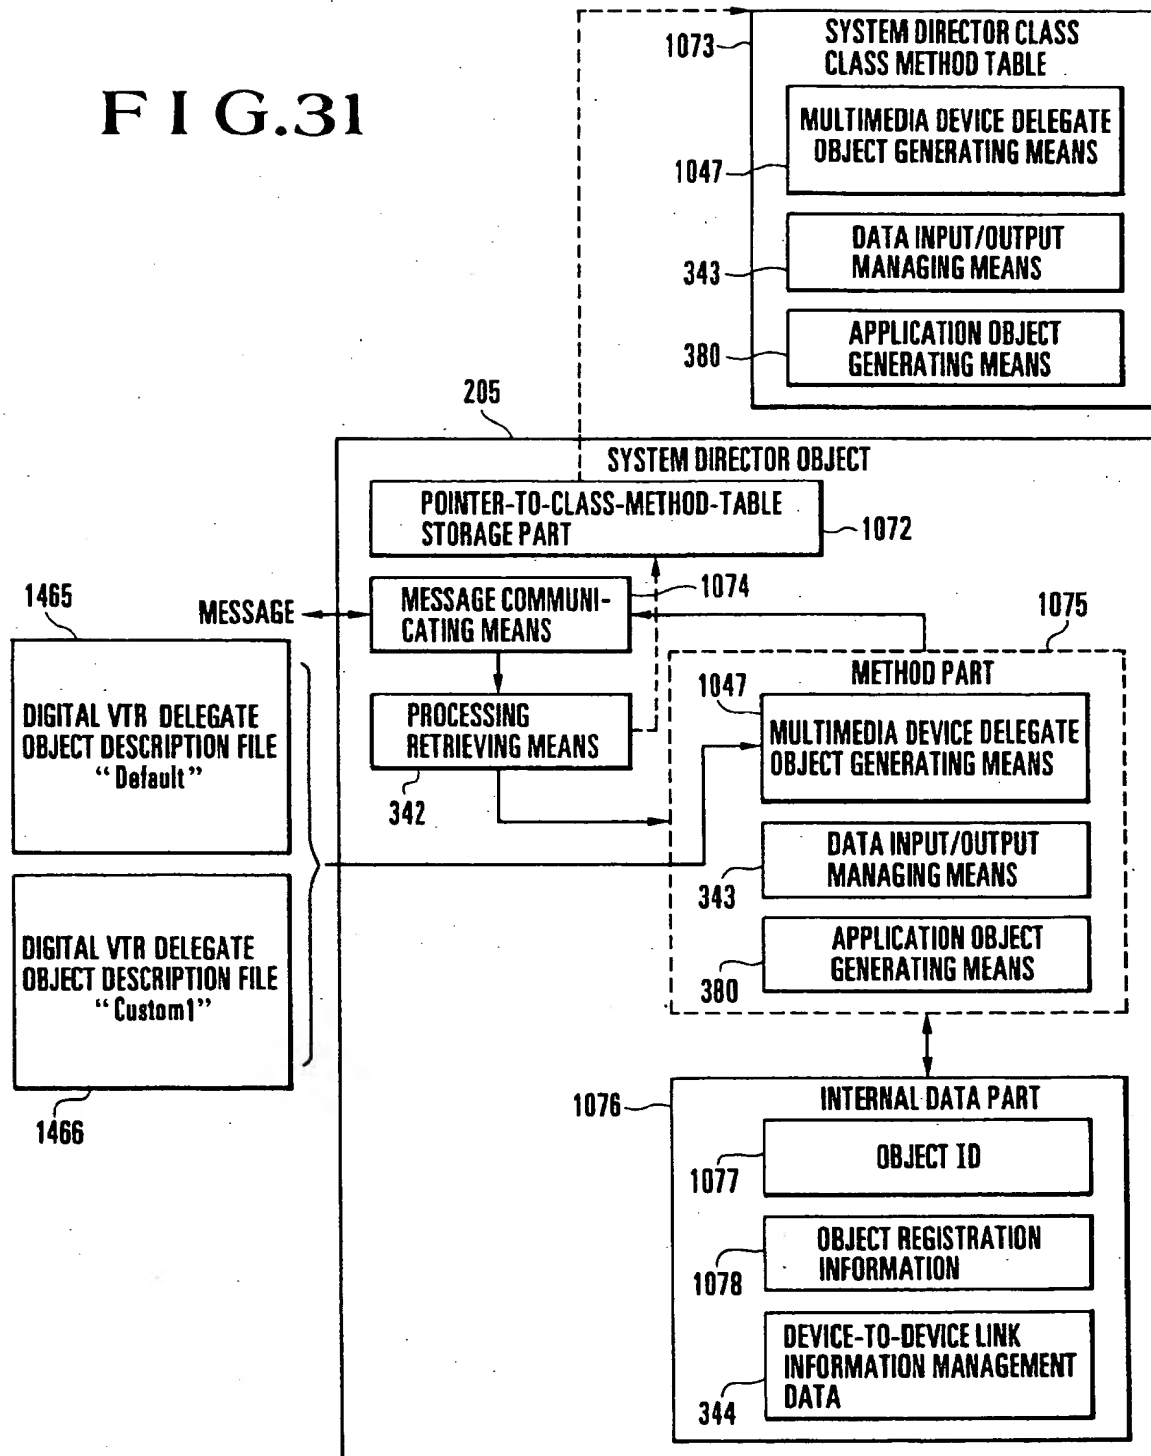 FIG.31
1073
SYSTEM DIRECTOR CLASS
CLASS METHOD TABLE
MULTIMEDIA DEVICE DELEGATE
OBJECT GENERATING MEANS
1047
DATA INPUT/OUTPUT
MANAGING MEANS
343
APPLICATION OBJECT
GENERATING MEANS
380
205
SYSTEM DIRECTOR OBJECT
POINTER-TO-CLASS-METHOD-TABLE
STORAGE PART
1072
MESSAGE
MESSAGE COMMUNI-
CATING MEANS
1074
PROCESSING
RETRIEVING MEANS
342
1465
DIGITAL VTR DELEGATE
OBJECT DESCRIPTION FILE
“Default”
DIGITAL VTR DELEGATE
OBJECT DESCRIPTION FILE
“Custom1”
1466
1075
METHOD PART
1047
MULTIMEDIA DEVICE DELEGATE
OBJECT GENERATING MEANS
DATA INPUT/OUTPUT
MANAGING MEANS
343
APPLICATION OBJECT
GENERATING MEANS
380
1076
INTERNAL DATA PART
OBJECT ID
1077
OBJECT REGISTRATION
INFORMATION
1078
DEVICE-TO-DEVICE LINK
INFORMATION MANAGEMENT
DATA
344